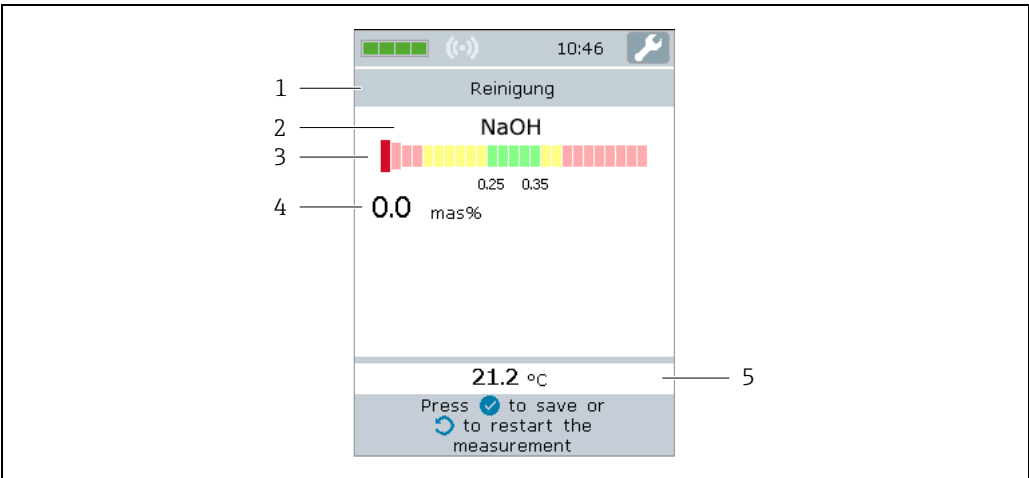 10:46
1
Reinigung
2
NaOH
3
0.25 0.35
4
0.0 mas%
21.2 °C
5
Press to save or
to restart the
measurement